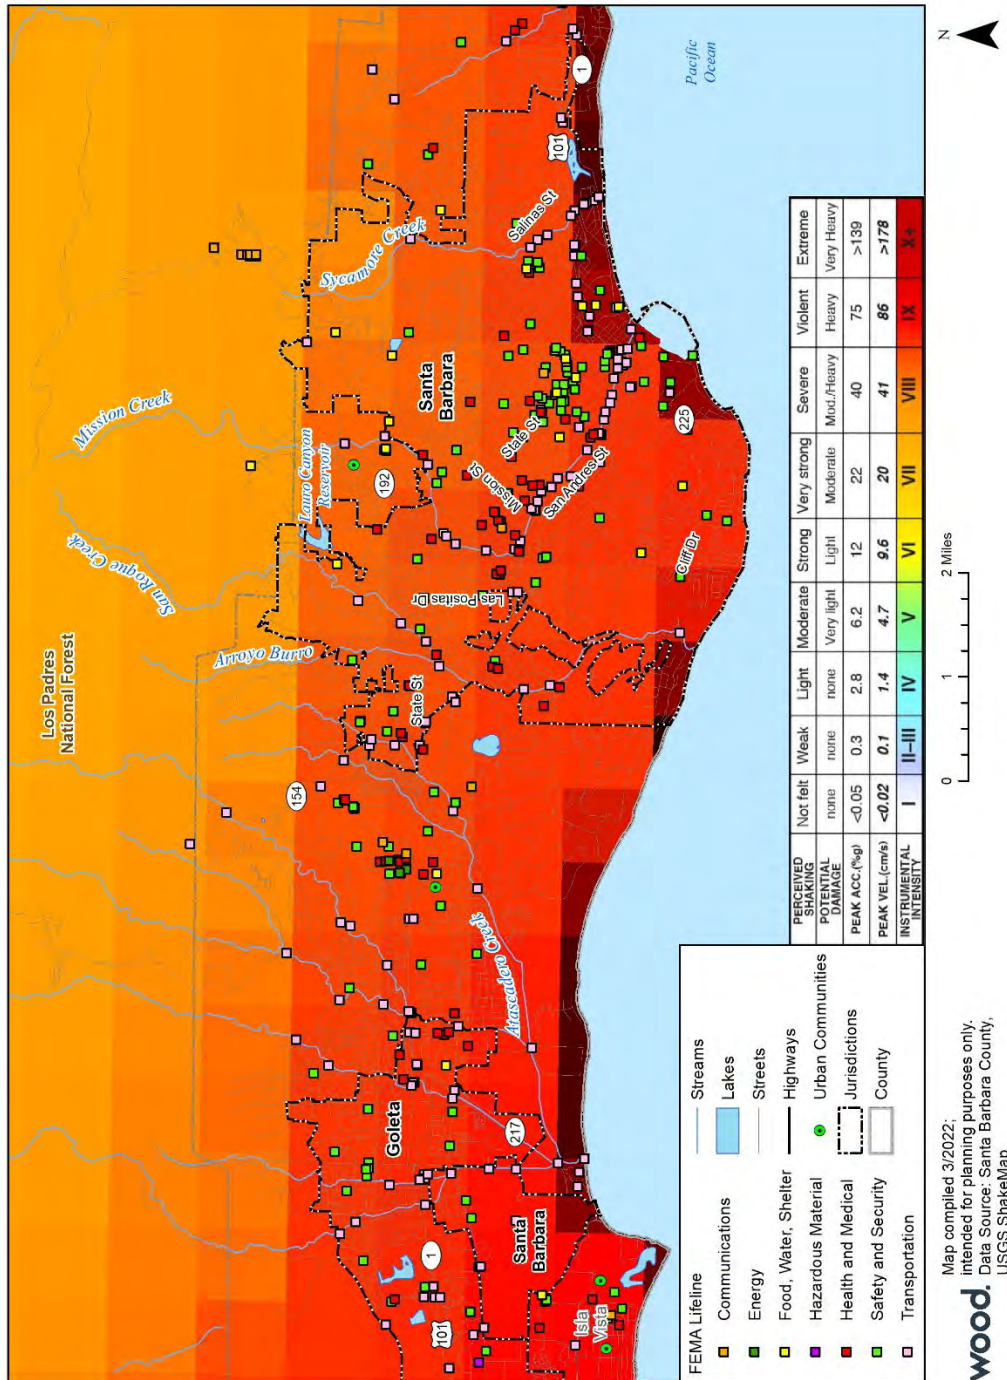 Los Padres
National Forest
San Roque Creek
Mission Creek
Arroyo Burro
Lauro Canyon
Reservoir
Sycamore Creek
154
192
State St
Las Positas Dr
Mission St
San Andres St
State St
Santa
Barbara
Salinas St
101
1
Pacific
Ocean
Goleta
Atascadero Creek
217
1
101
Santa
Barbara
Isla
Vista
Cliff Dr
225
N
FEMA Lifeline
Communications
Energy
Food, Water, Shelter
Hazardous Material
Health and Medical
Safety and Security
Transportation
Streams
Lakes
Streets
Highways
Urban Communities
Jurisdictions
County
PERCEIVED SHAKING Not felt Weak Light Moderate Strong Very strong Severe Violent Extreme
POTENTIAL DAMAGE none none none Very light Light Moderate Mod./Heavy Heavy Very Heavy
PEAK ACC.(%g) <0.05 0.3 2.8 6.2 12 22 40 75 >139
PEAK VEL.(cm/s) <0.02 0.1 1.4 4.7 9.6 20 41 86 >178
INSTRUMENTAL INTENSITY I II–III IV V VI VII VIII IX X+
wood.
Map compiled 3/2022;
intended for planning purposes only.
Data Source: Santa Barbara County,
USGS ShakeMap
0 1 2 Miles